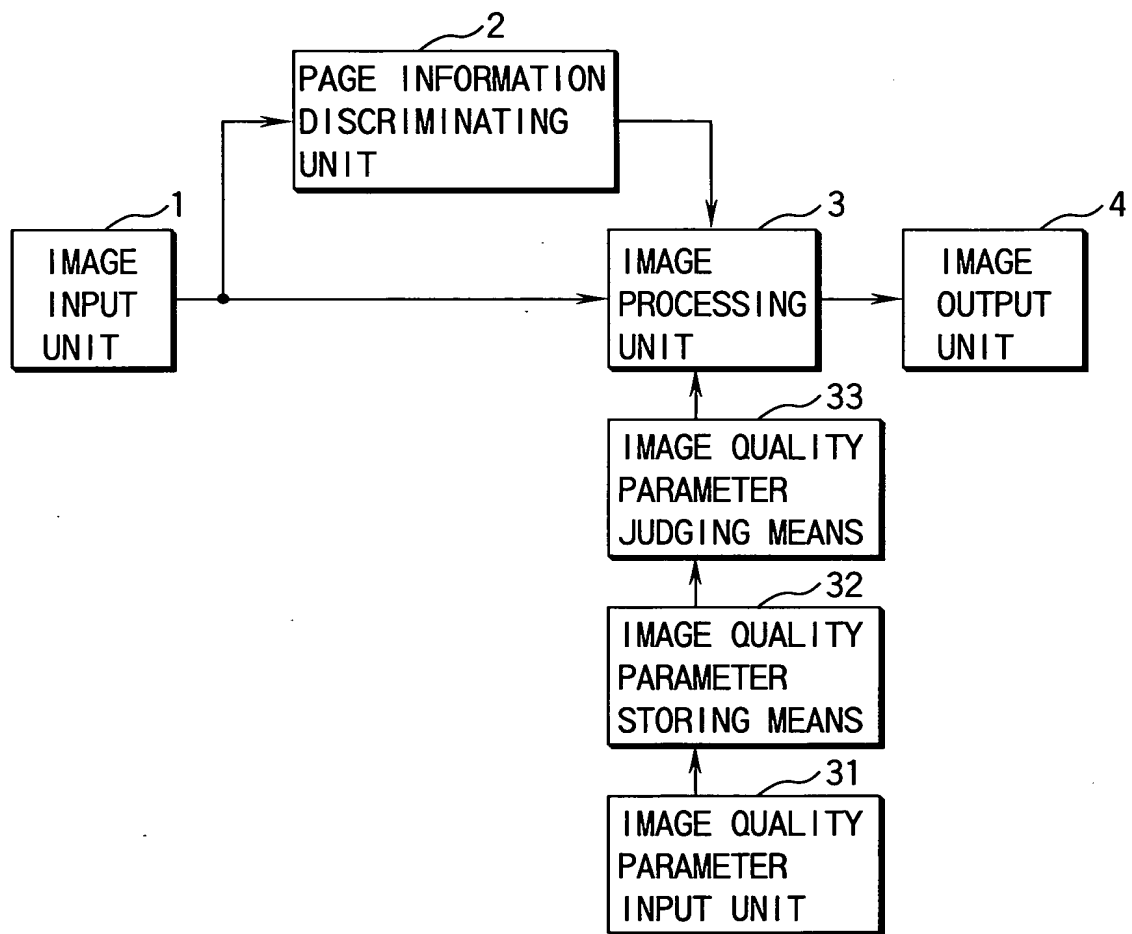 2
PAGE INFORMATION
DISCRIMINATING
UNIT
1
IMAGE
INPUT
UNIT
3
IMAGE
PROCESSING
UNIT
4
IMAGE
OUTPUT
UNIT
33
IMAGE QUALITY
PARAMETER
JUDGING MEANS
32
IMAGE QUALITY
PARAMETER
STORING MEANS
31
IMAGE QUALITY
PARAMETER
INPUT UNIT